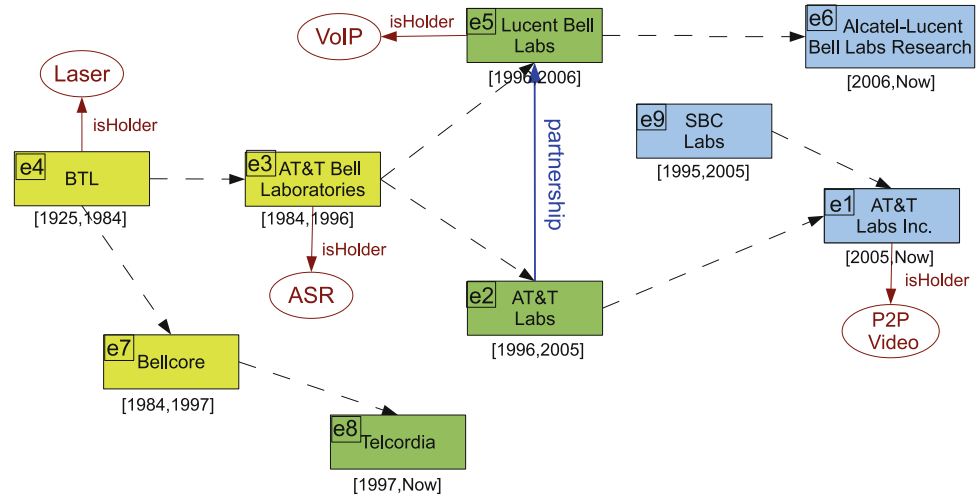 e5
Lucent Bell
Labs
[1996,2006]
isHolder
VoIP
e6
Alcatel-Lucent
Bell Labs Research
[2006,Now]
Laser
isHolder
e9
SBC
Labs
[1995,2005]
partnership
e4
BTL
[1925,1984]
e3
AT&T Bell
Laboratories
[1984,1996]
isHolder
ASR
e1
AT&T
Labs Inc.
[2005,Now]
isHolder
P2P
Video
e2
AT&T
Labs
[1996,2005]
e7
Bellcore
[1984,1997]
e8
Telcordia
[1997,Now]